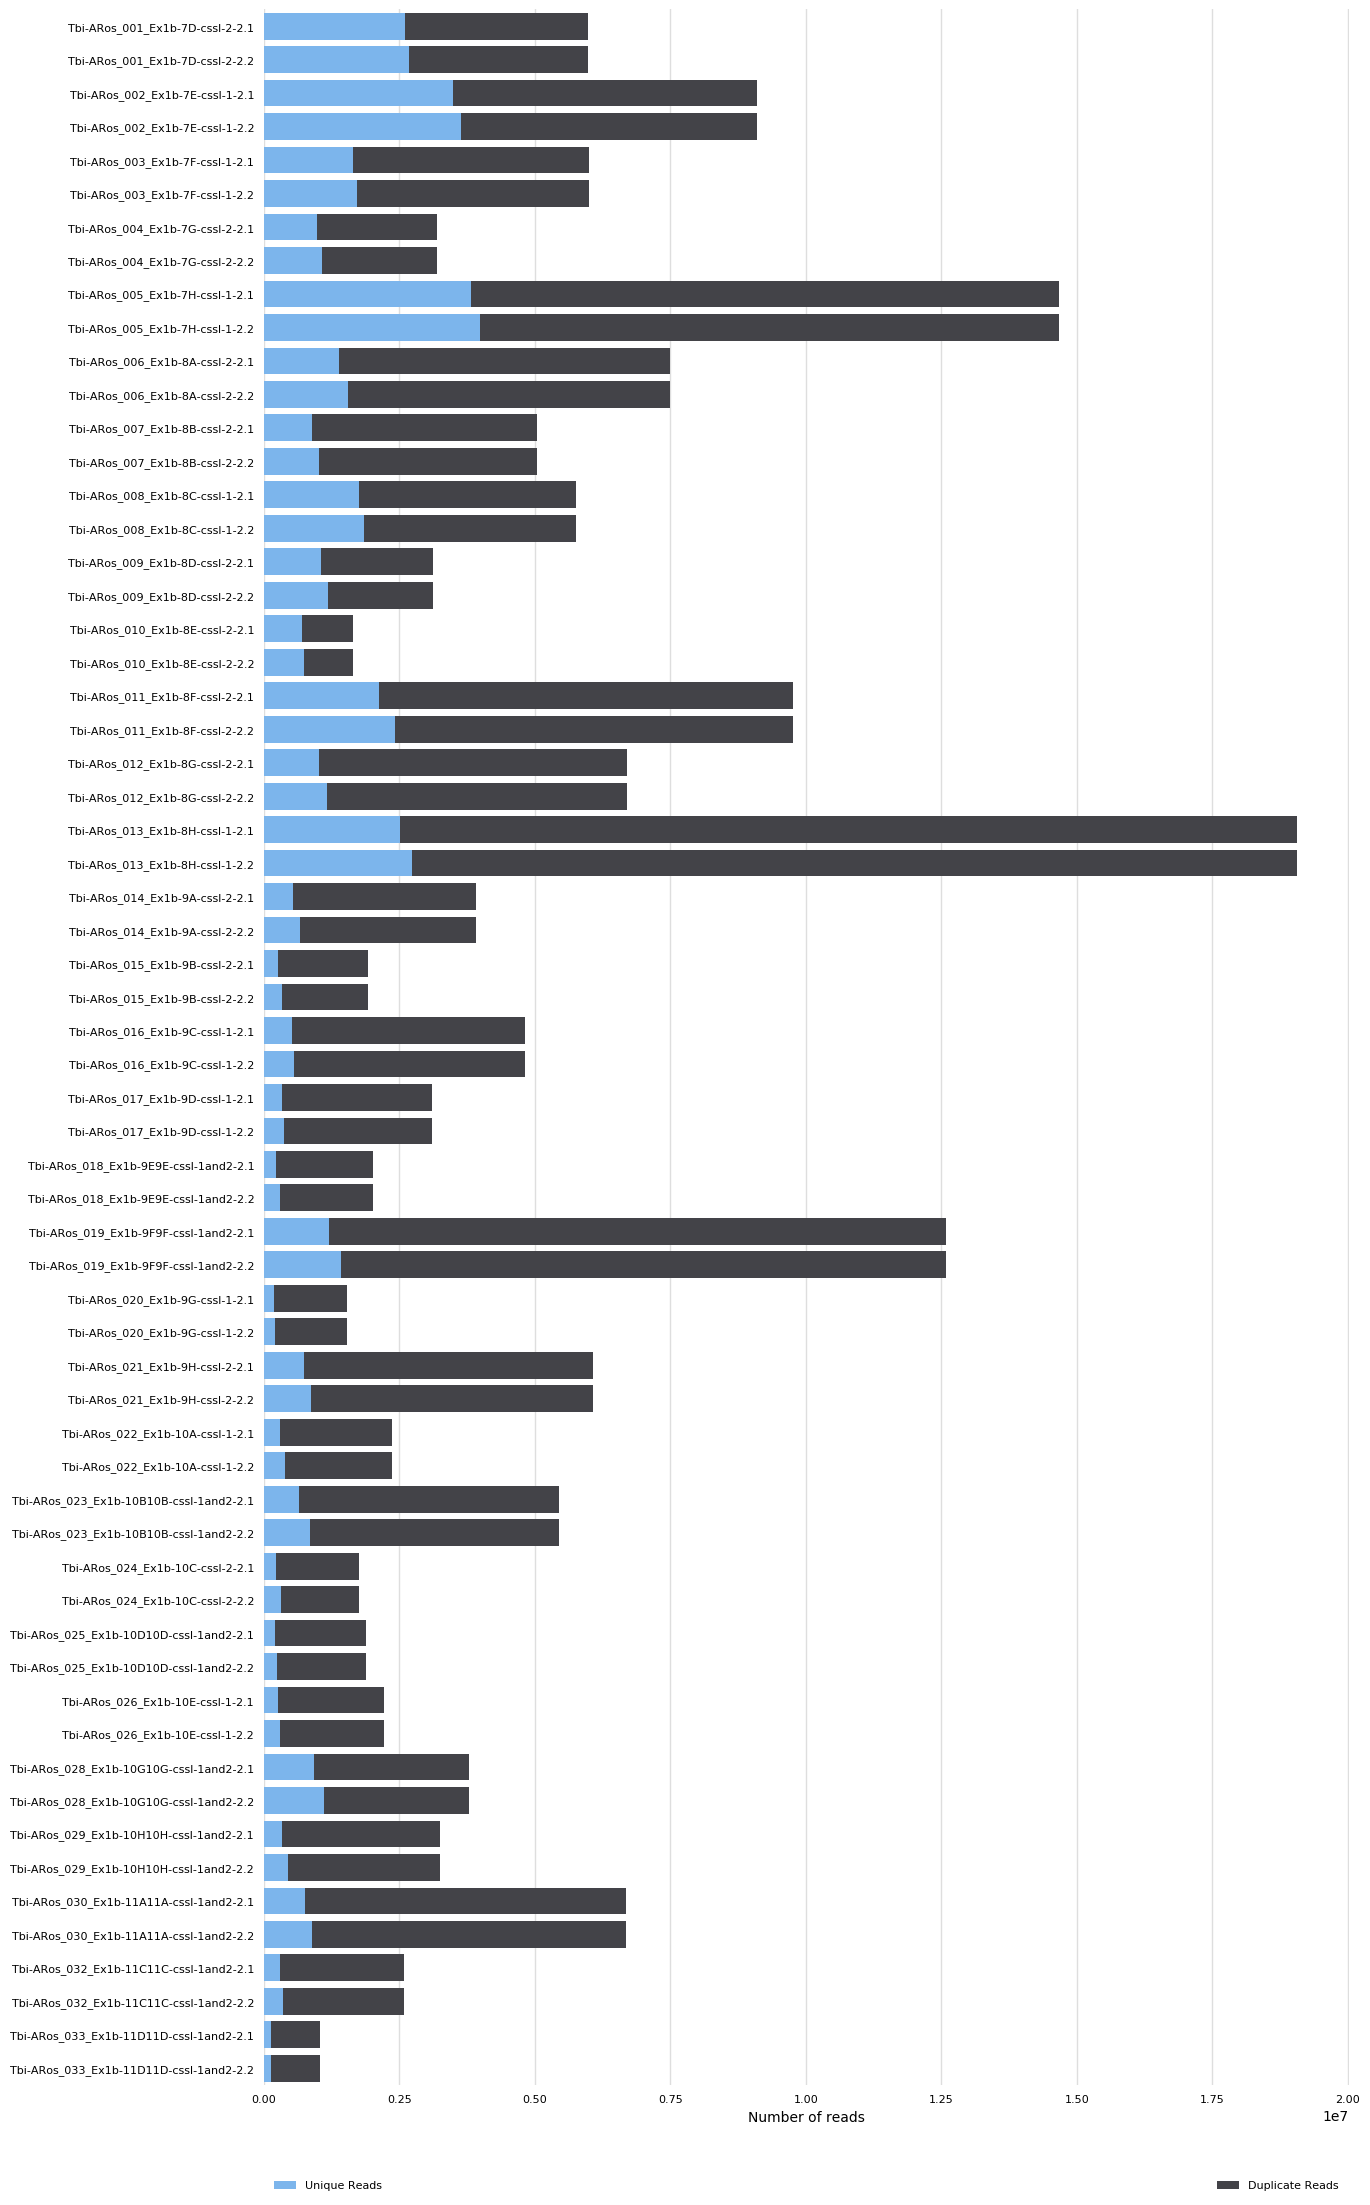 Tbi-ARos_001_Ex1b-7D-cssl-2-2.1
Tbi-ARos_001_Ex1b-7D-cssl-2-2.2
Tbi-ARos_002_Ex1b-7E-cssl-1-2.1
Tbi-ARos_002_Ex1b-7E-cssl-1-2.2
Tbi-ARos_003_Ex1b-7F-cssl-1-2.1
Tbi-ARos_003_Ex1b-7F-cssl-1-2.2
Tbi-ARos_004_Ex1b-7G-cssl-2-2.1
Tbi-ARos_004_Ex1b-7G-cssl-2-2.2
Tbi-ARos_005_Ex1b-7H-cssl-1-2.1
Tbi-ARos_005_Ex1b-7H-cssl-1-2.2
Tbi-ARos_006_Ex1b-8A-cssl-2-2.1
Tbi-ARos_006_Ex1b-8A-cssl-2-2.2
Tbi-ARos_007_Ex1b-8B-cssl-2-2.1
Tbi-ARos_007_Ex1b-8B-cssl-2-2.2
Tbi-ARos_008_Ex1b-8C-cssl-1-2.1
Tbi-ARos_008_Ex1b-8C-cssl-1-2.2
Tbi-ARos_009_Ex1b-8D-cssl-2-2.1
Tbi-ARos_009_Ex1b-8D-cssl-2-2.2
Tbi-ARos_010_Ex1b-8E-cssl-2-2.1
Tbi-ARos_010_Ex1b-8E-cssl-2-2.2
Tbi-ARos_011_Ex1b-8F-cssl-2-2.1
Tbi-ARos_011_Ex1b-8F-cssl-2-2.2
Tbi-ARos_012_Ex1b-8G-cssl-2-2.1
Tbi-ARos_012_Ex1b-8G-cssl-2-2.2
Tbi-ARos_013_Ex1b-8H-cssl-1-2.1
Tbi-ARos_013_Ex1b-8H-cssl-1-2.2
Tbi-ARos_014_Ex1b-9A-cssl-2-2.1
Tbi-ARos_014_Ex1b-9A-cssl-2-2.2
Tbi-ARos_015_Ex1b-9B-cssl-2-2.1
Tbi-ARos_015_Ex1b-9B-cssl-2-2.2
Tbi-ARos_016_Ex1b-9C-cssl-1-2.1
Tbi-ARos_016_Ex1b-9C-cssl-1-2.2
Tbi-ARos_017_Ex1b-9D-cssl-1-2.1
Tbi-ARos_017_Ex1b-9D-cssl-1-2.2
Tbi-ARos_018_Ex1b-9E9E-cssl-1and2-2.1
Tbi-ARos_018_Ex1b-9E9E-cssl-1and2-2.2
Tbi-ARos_019_Ex1b-9F9F-cssl-1and2-2.1
Tbi-ARos_019_Ex1b-9F9F-cssl-1and2-2.2
Tbi-ARos_020_Ex1b-9G-cssl-1-2.1
Tbi-ARos_020_Ex1b-9G-cssl-1-2.2
Tbi-ARos_021_Ex1b-9H-cssl-2-2.1
Tbi-ARos_021_Ex1b-9H-cssl-2-2.2
Tbi-ARos_022_Ex1b-10A-cssl-1-2.1
Tbi-ARos_022_Ex1b-10A-cssl-1-2.2
Tbi-ARos_023_Ex1b-10B10B-cssl-1and2-2.1
Tbi-ARos_023_Ex1b-10B10B-cssl-1and2-2.2
Tbi-ARos_024_Ex1b-10C-cssl-2-2.1
Tbi-ARos_024_Ex1b-10C-cssl-2-2.2
Tbi-ARos_025_Ex1b-10D10D-cssl-1and2-2.1
Tbi-ARos_025_Ex1b-10D10D-cssl-1and2-2.2
Tbi-ARos_026_Ex1b-10E-cssl-1-2.1
Tbi-ARos_026_Ex1b-10E-cssl-1-2.2
Tbi-ARos_028_Ex1b-10G10G-cssl-1and2-2.1
Tbi-ARos_028_Ex1b-10G10G-cssl-1and2-2.2
Tbi-ARos_029_Ex1b-10H10H-cssl-1and2-2.1
Tbi-ARos_029_Ex1b-10H10H-cssl-1and2-2.2
Tbi-ARos_030_Ex1b-11A11A-cssl-1and2-2.1
Tbi-ARos_030_Ex1b-11A11A-cssl-1and2-2.2
Tbi-ARos_032_Ex1b-11C11C-cssl-1and2-2.1
Tbi-ARos_032_Ex1b-11C11C-cssl-1and2-2.2
Tbi-ARos_033_Ex1b-11D11D-cssl-1and2-2.1
Tbi-ARos_033_Ex1b-11D11D-cssl-1and2-2.2
0.00 0.25 0.50 0.75 1.00 1.25 1.50 1.75 2.00
Number of reads 1e7
Unique Reads Duplicate Reads